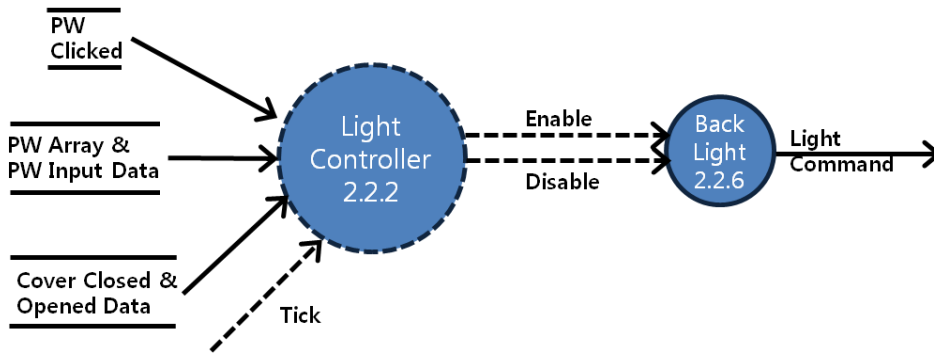 PW
Clicked
PW Array &
PW Input Data
Cover Closed &
Opened Data
Tick
Light
Controller
2.2.2
Enable
Disable
Back
Light
2.2.6
Light
Command